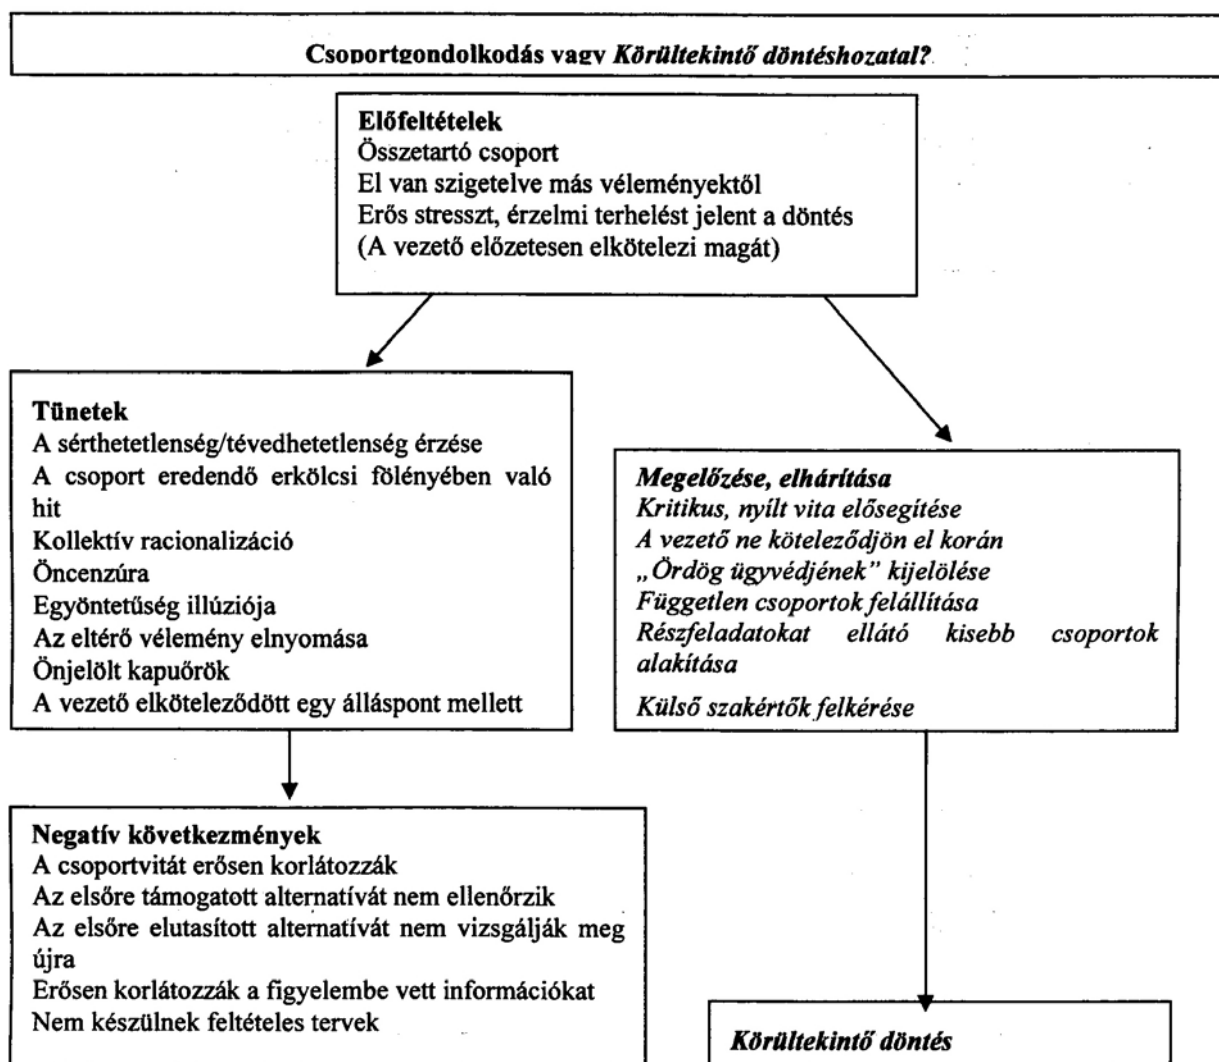 Csoportgondolkodás vagy Körültekintő döntéshozatal?
Előfeltételek
Összetartó csoport
El van szigetelve más véleményektől
Erős stresszt, érzelmi terhelést jelent a döntés
(A vezető előzetesen elkötelezi magát)
Tünetek
A sérthetetlenség/tévedhetetlenség érzése
A csoport eredendő erkölcsi fölényében való
hit
Kollektív racionalizáció
Öncenzúra
Egyöntetűség illúziója
Az eltérő vélemény elnyomása
Önjelölt kapuőrök
A vezető elköteleződött egy álláspont mellett
Megelőzése, elhárítása
Kritikus, nyílt vita elősegítése
A vezető ne köteleződjön el korán
„Ördög ügyvédjének” kijelölése
Független csoportok felállítása
Részfeladatokat ellátó kisebb csoportok
alakítása
Külső szakértők felkérése
Negatív következmények
A csoportvitát erősen korlátozzák
Az elsőre támogatott alternatívát nem ellenőrzik
Az elsőre elutasított alternatívát nem vizsgálják meg
újra
Erősen korlátozzák a figyelembe vett információkat
Nem készülnek feltételes tervek
Körültekintő döntés